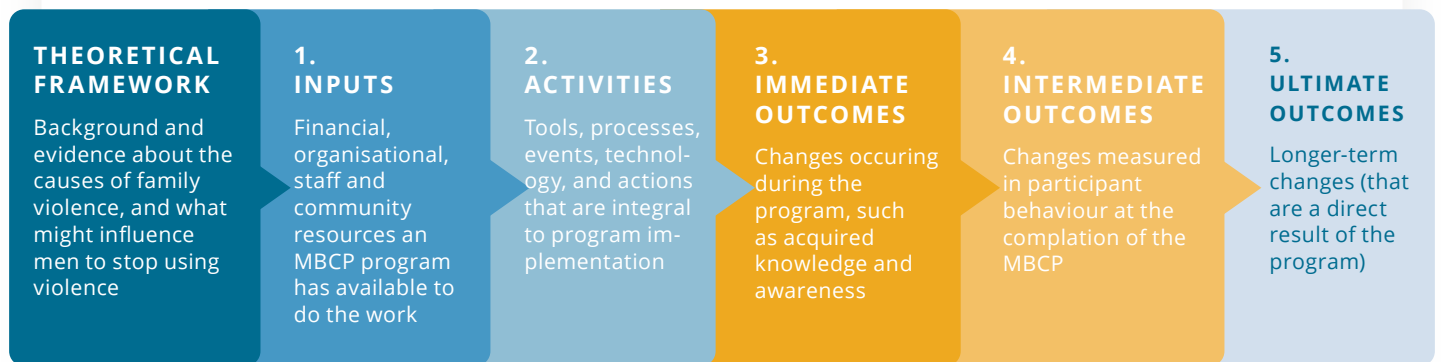 THEORETICAL
FRAMEWORK
Background and
evidence about the
causes of family
violence, and what
might influence
men to stop using
violence
1.
INPUTS
Financial,
organisational,
staff and
community
resources an
MBCP program
has available to
do the work
2.
ACTIVITIES
Tools, processes,
events, technol-
ogy, and actions
that are integral
to program im-
plementation
3.
IMMEDIATE
OUTCOMES
Changes occuring
during the
program, such
as acquired
knowledge and
awareness
4.
INTERMEDIATE
OUTCOMES
Changes measured
in participant
behaviour at the
complation of the
MBCP
5.
ULTIMATE
OUTCOMES
Longer-term
changes (that
are a direct
result of the
program)